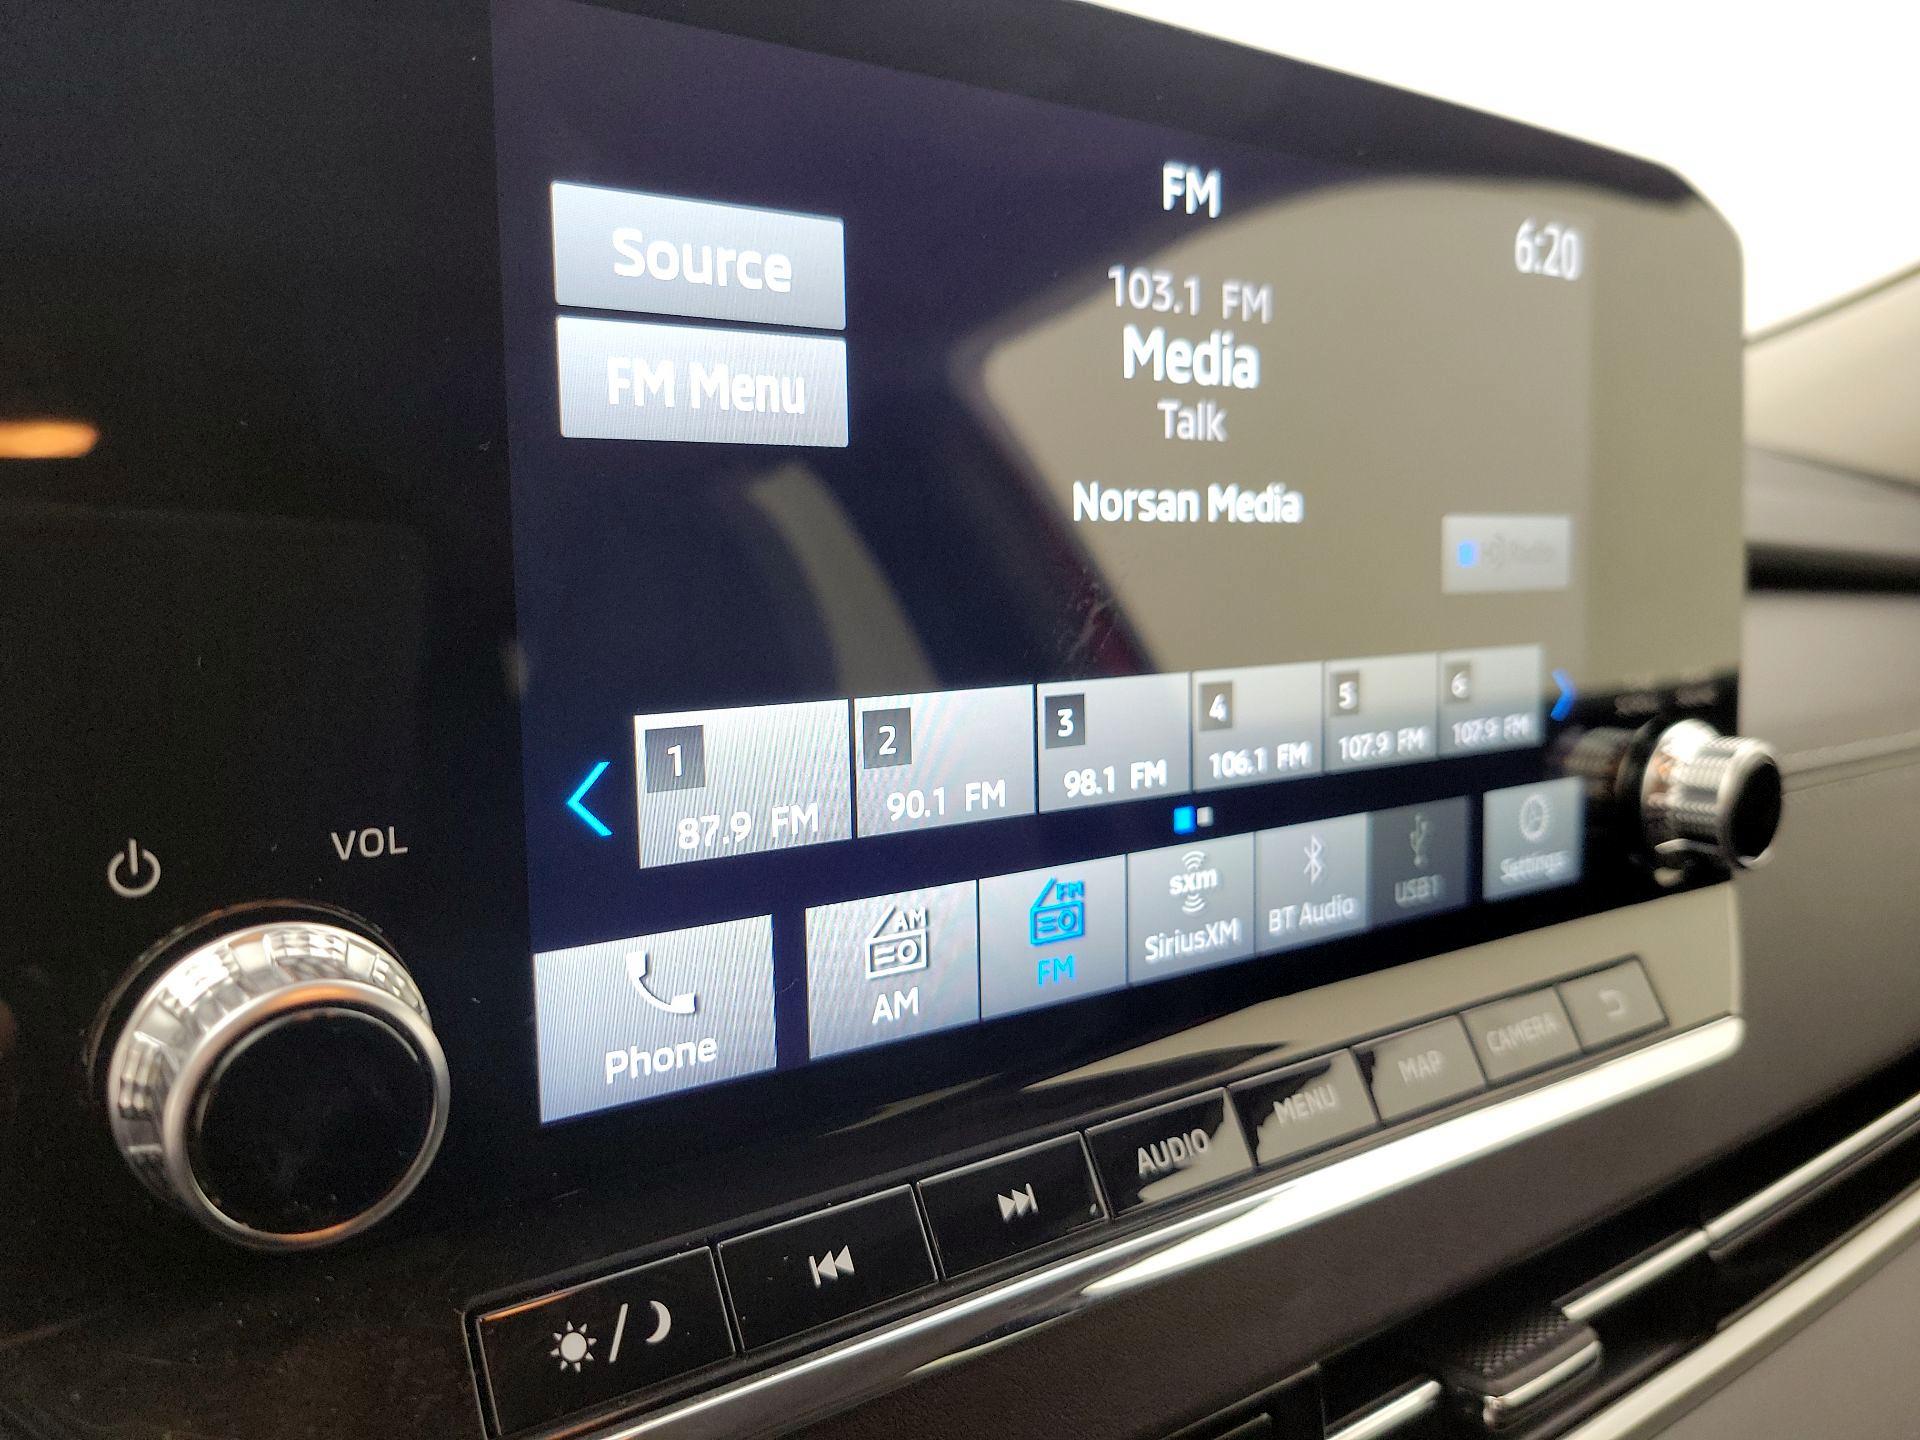 FM
6:20
Source
103.1 FM
Media
FM Menu
Talk
Norsan Media
Radio
1
2
3
4
5
6
87.9 FM
90.1 FM
98.1 FM
106.1 FM
107.9 FM
107.9 FM
VOL
Phone
AM
AM
FM
FM
sxm
SiriusXM
BT Audio
USB1
Settings
AUDIO
MENU
MAP
CAMERA